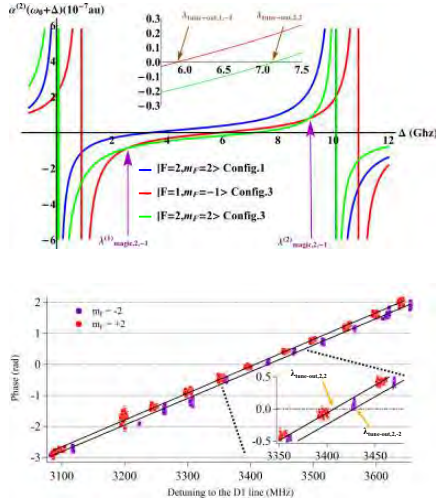 α⁽²⁾(ω₀+Δ)(10⁻⁷au)
6
4
2
-2
-4
-6
0.3
0.2
0.1
0.0
-0.1
-0.2
-0.3
λtune-out,1,-1
λtune-out,2,2
6.0
6.5
7.0
7.5
2
4
6
8
10
12
Δ (GHz)
|F=2,mF=2> Config.1
|F=1,mF=-1> Config.3
|F=2,mF=2> Config.3
λ⁽¹⁾magic,2,-1
λ⁽²⁾magic,2,-1
Phase (rad)
2
1
0
-1
-2
-3
mF = -2
mF = +2
0.5
0.0
-0.5
λtune-out,2,2
λtune-out,2,-2
3350
3400
3450
3100
3200
3300
3400
3500
3600
Detuning to the D1 line (MHz)